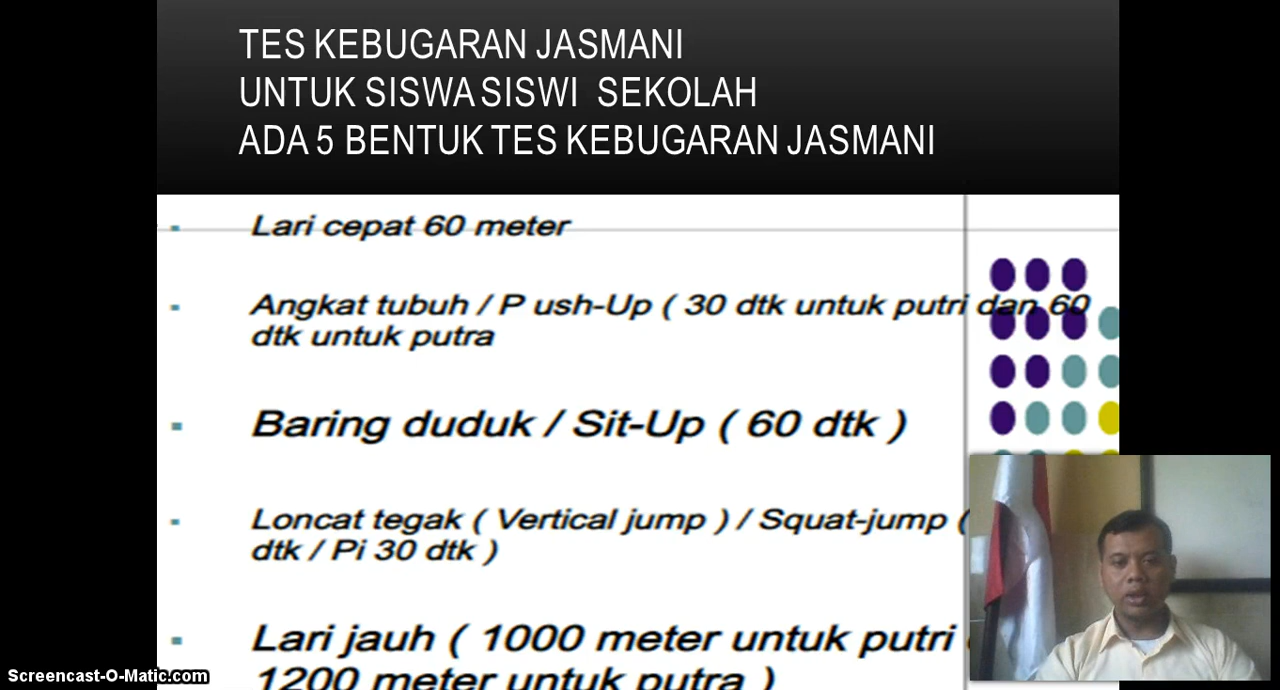 TES KEBUGARAN JASMANI
UNTUK SISWA SISWI SEKOLAH
ADA 5 BENTUK TES KEBUGARAN JASMANI
Lari cepat 60 meter
Angkat tubuh / P ush-Up ( 30 dtk untuk putri dan 60
dtk untuk putra
Baring duduk / Sit-Up ( 60 dtk )
Loncat tegak ( Vertical jump ) / Squat-jump (
dtk / Pi 30 dtk )
Lari jauh ( 1000 meter untuk putri
1200 meter untuk putra )
Screencast-O-Matic.com